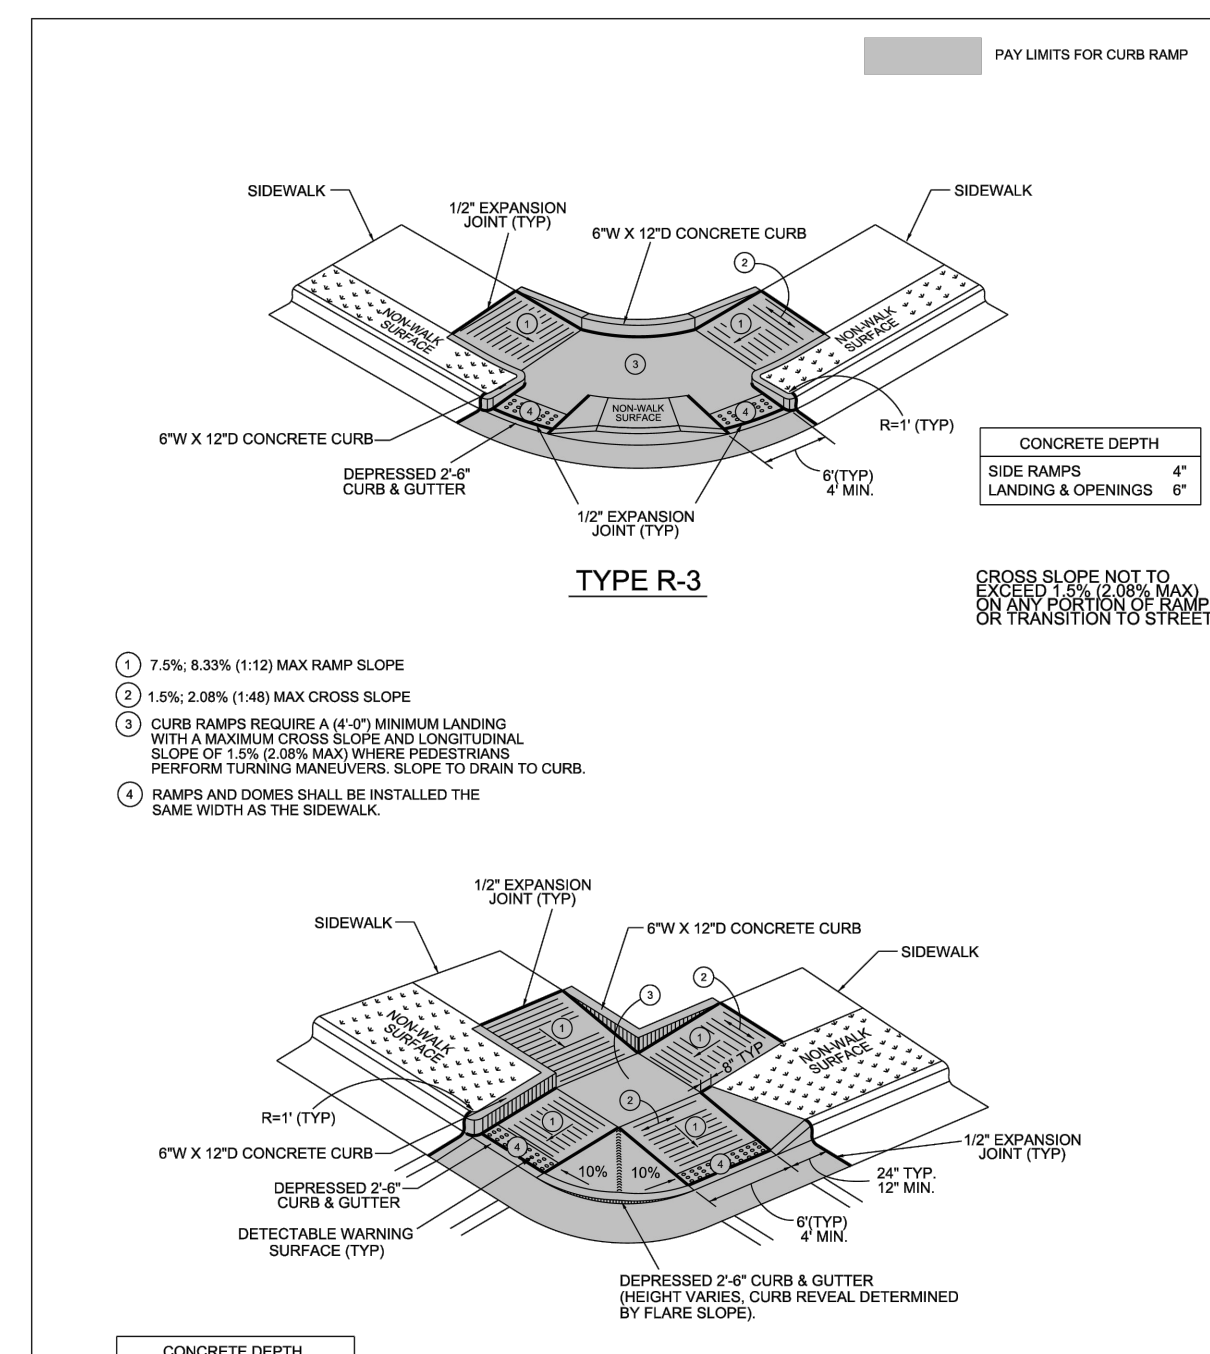 PAY LIMITS FOR CURB RAMP
SIDEWALK
SIDEWALK
1/2" EXPANSION
JOINT (TYP)
6"W X 12"D CONCRETE CURB
2
1
1
3
NON-WALK
SURFACE
NON-WALK
SURFACE
4
NON-WALK
SURFACE
4
R=1' (TYP)
6"W X 12"D CONCRETE CURB
DEPRESSED 2'-6"
CURB & GUTTER
6'(TYP)
4' MIN.
1/2" EXPANSION
JOINT (TYP)
CONCRETE DEPTH
SIDE RAMPS 4"
LANDING & OPENINGS 6"
TYPE R-3
CROSS SLOPE NOT TO
EXCEED 1.5% (2.08% MAX)
ON ANY PORTION OF RAMP
OR TRANSITION TO STREET
1 7.5%; 8.33% (1:12) MAX RAMP SLOPE
2 1.5%; 2.08% (1:48) MAX CROSS SLOPE
3 CURB RAMPS REQUIRE A (4'-0") MINIMUM LANDING
WITH A MAXIMUM CROSS SLOPE AND LONGITUDINAL
SLOPE OF 1.5% (2.08% MAX) WHERE PEDESTRIANS
PERFORM TURNING MANEUVERS. SLOPE TO DRAIN TO CURB.
4 RAMPS AND DOMES SHALL BE INSTALLED THE
SAME WIDTH AS THE SIDEWALK.
1/2" EXPANSION
JOINT (TYP)
SIDEWALK
6"W X 12"D CONCRETE CURB
SIDEWALK
2
3
1
1
NON-WALK
SURFACE
NON-WALK
SURFACE
8" TYP
2
1
1
R=1' (TYP)
6"W X 12"D CONCRETE CURB
4
4
10%
10%
1/2" EXPANSION
JOINT (TYP)
24" TYP.
12" MIN.
DEPRESSED 2'-6"
CURB & GUTTER
6'(TYP)
4' MIN.
DETECTABLE WARNING
SURFACE (TYP)
DEPRESSED 2'-6" CURB & GUTTER
(HEIGHT VARIES, CURB REVEAL DETERMINED
BY FLARE SLOPE).
CONCRETE DEPTH